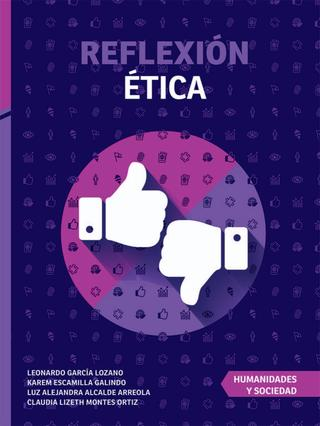 REFLEXIÓN
ÉTICA
LEONARDO GARCÍA LOZANO
KAREM ESCAMILLA GALINDO
LUZ ALEJANDRA ALCALDE ARREOLA
CLAUDIA LIZETH MONTES ORTIZ
HUMANIDADES
Y SOCIEDAD